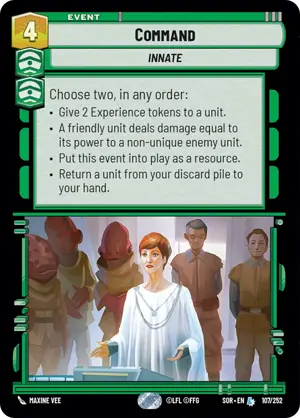 EVENT
4
COMMAND
INNATE
Choose two, in any order:
• Give 2 Experience tokens to a unit.
• A friendly unit deals damage equal to
its power to a non-unique enemy unit.
• Put this event into play as a resource.
• Return a unit from your discard pile to
your hand.
MAXINE VEE
©LFL ©FFG
SOR • EN
107/252